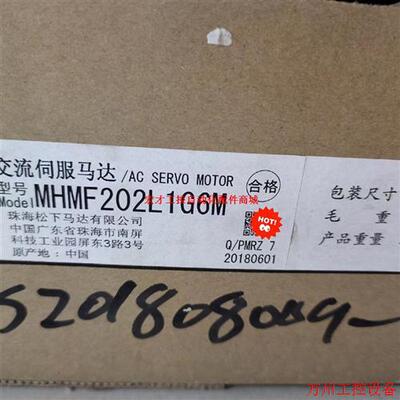 交流伺服马达/AC SERVO MOTOR
型号
Model MHMF202L1G6M
合格
HOT!
珠海松下马达有限公司
中国广东省珠海市南屏
科技工业园屏东3路3号
原产地：中国
Q/PMRZ 7
20180601
包装尺寸
毛 重
产品重量
S20180809
万州工控设备